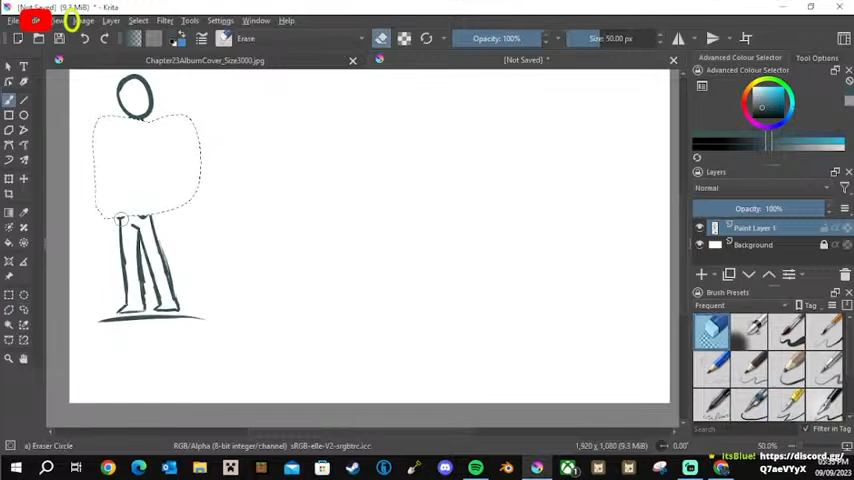 [Not Saved] (9.3 MiB) * - Krita
File View Image Layer Select Filter Tools Settings Window Help
Erase Opacity: 100% Size: 50.00 px
Chapter23AlbumCover_Size3000.jpg [Not Saved] *
Advanced Colour Selector Tool Options
Advanced Colour Selector
Layers
Normal
Opacity: 100%
Paint Layer 1
Background
Brush Presets
Frequent Tag
Filter in Tag
a) Eraser Circle RGB/Alpha (8-bit integer/channel) sRGB-elle-V2-srgbtrc.icc 1,920 x 1,080 (9.3 MiB) 0.00° 50.0%
ItsBlue! https://discord.gg/
Q7aeVYyX
05:35 PM
09/09/2023